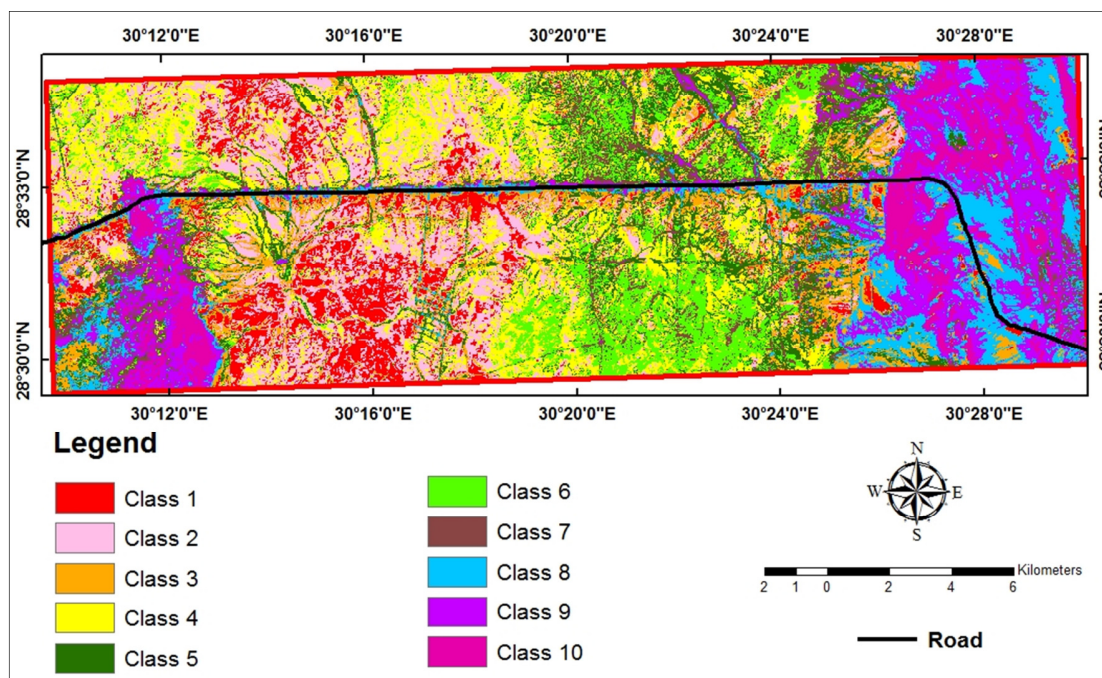 30°12'0"E 30°16'0"E 30°20'0"E 30°24'0"E 30°28'0"E
28°33'0"N
28°30'0"N
30°12'0"E 30°16'0"E 30°20'0"E 30°24'0"E 30°28'0"E
Legend
Class 1
Class 2
Class 3
Class 4
Class 5
Class 6
Class 7
Class 8
Class 9
Class 10
N
W E
S
Kilometers
2 1 0 2 4 6
Road